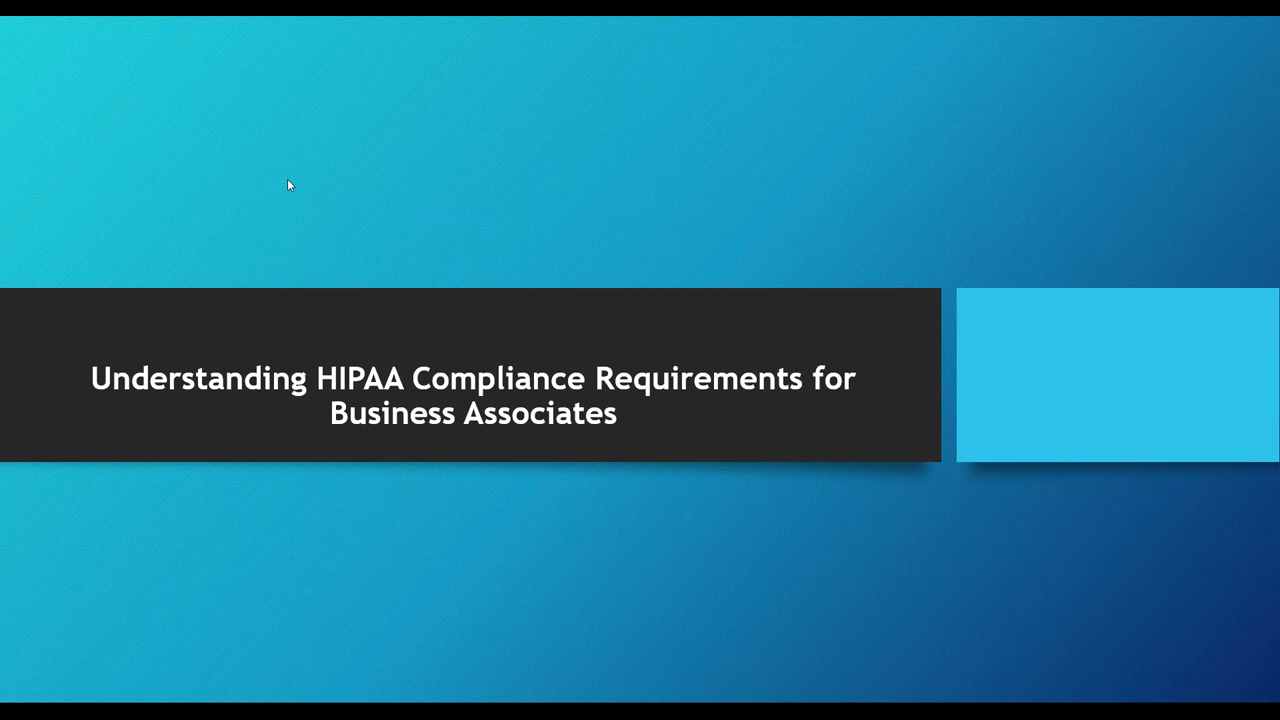 Understanding HIPAA Compliance Requirements for
Business Associates